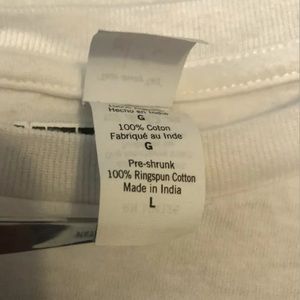 Hecho en India
G
100% Coton
Fabriqué au Inde
G
Pre-shrunk
100% Ringspun Cotton
Made in India
L